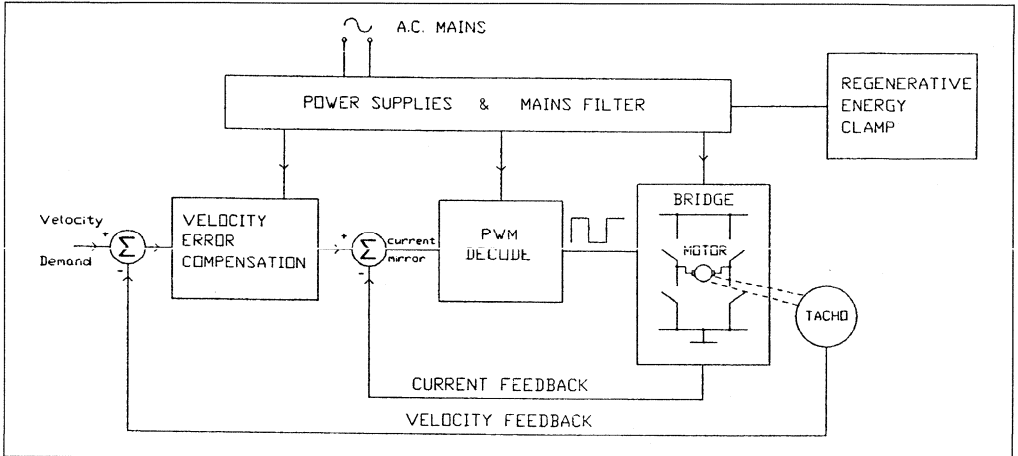 A.C. MAINS
POWER SUPPLIES & MAINS FILTER
REGENERATIVE
ENERGY
CLAMP
Velocity
Demand
+
Σ
-
VELOCITY
ERROR
COMPENSATION
+
Σ
-
current
mirror
PWM
DECODE
BRIDGE
MOTOR
TACHO
CURRENT FEEDBACK
VELOCITY FEEDBACK